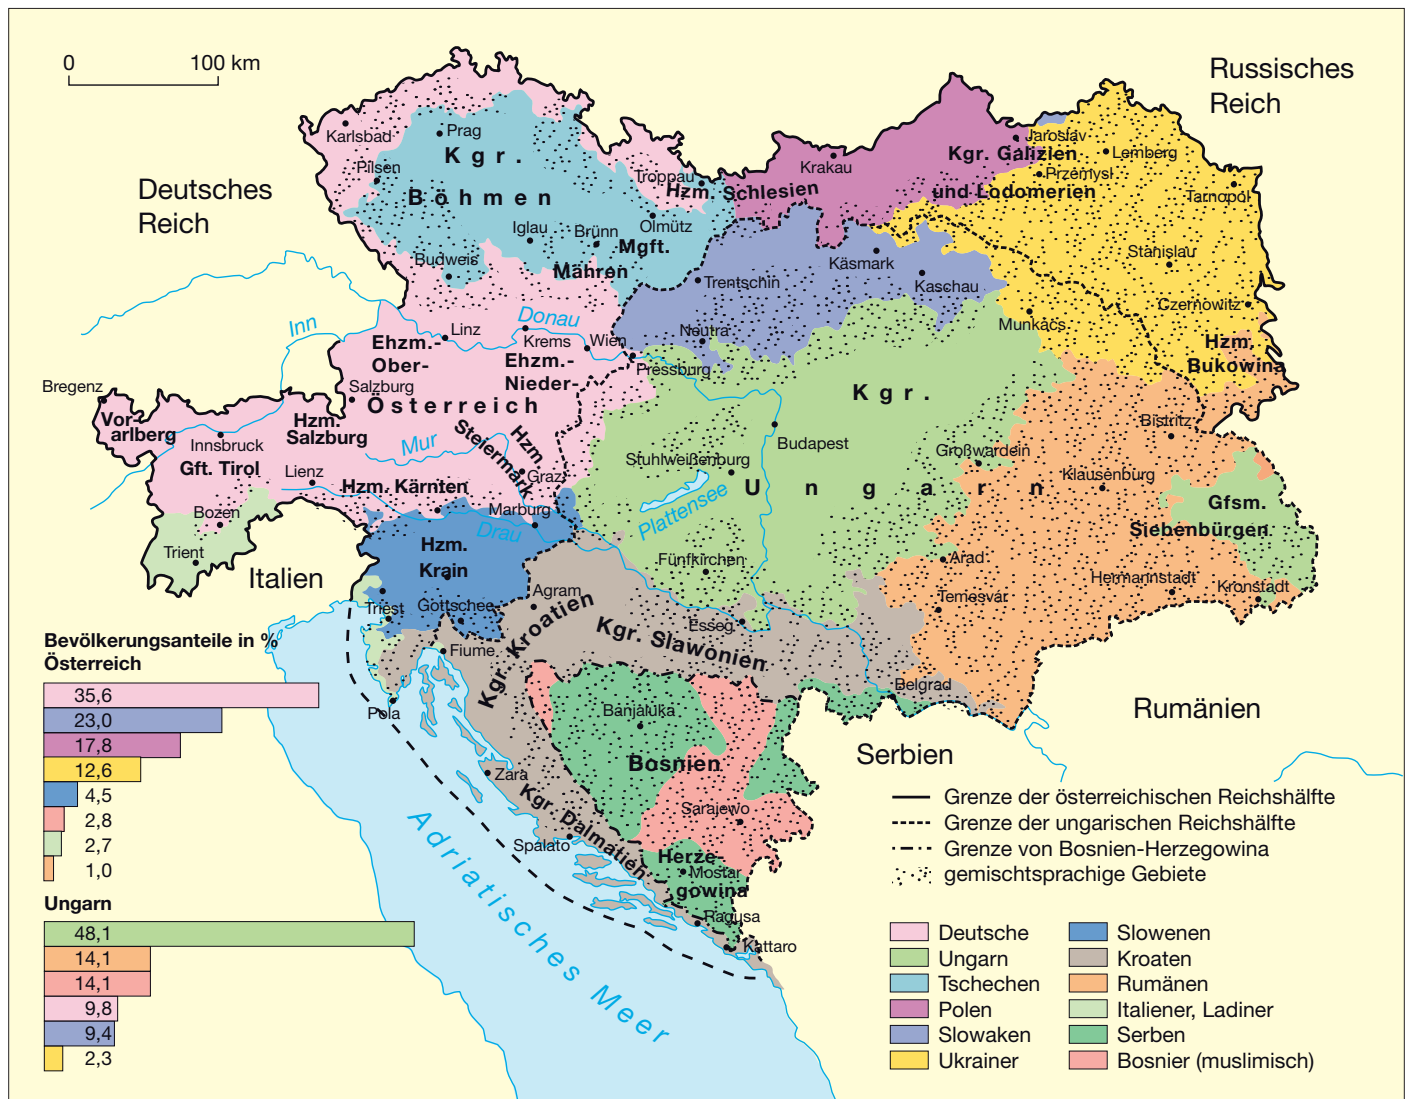 0 100 km
Russisches
Reich
Deutsches
Reich
Karlsbad
Prag
Kgr.
Pilsen
Böhmen
Troppau
Hzm. Schlesien
Krakau
Kgr. Galizien
und Lodomerien
Jaroslav
Lemberg
Przemysl
Tarnopol
Iglau
Brünn
Olmütz
Mgft.
Mähren
Budweis
Trentschin
Käsmark
Kaschau
Stanislau
Czernowitz
Munkács
Hzm.
Bukowina
Inn
Donau
Linz
Krems
Wien
Neutra
Pressburg
Ehzm.-
Ober-
Ehzm.-
Nieder-
Österreich
Bregenz
Salzburg
Vor-
arlberg
Hzm.
Salzburg
Innsbruck
Gft. Tirol
Mur
Hzm
Steiermark
Graz
Lienz
Hzm. Kärnten
Marburg
Drau
Bozen
Trient
Italien
Hzm.
Krain
Triest
Gottschee
Agram
Fiume
Pola
Kgr.
Ungarn
Budapest
Stuhlweißenburg
Plattensee
Fünfkirchen
Großwardein
Bistritz
Klausenburg
Gfsm.
Siebenbürgen
Arad
Hermannstadt
Kronstadt
Temesvar
Esseg
Kgr. Kroatien
Kgr. Slawonien
Belgrad
Banjaluka
Bosnien
Sarajewo
Zara
Kgr. Dalmatien
Spalato
Herze-
gowina
Mostar
Ragusa
Kattaro
Adriatisches Meer
Serbien
Rumänien
Bevölkerungsanteile in %
Österreich
35,6
23,0
17,8
12,6
4,5
2,8
2,7
1,0
Ungarn
48,1
14,1
14,1
9,8
9,4
2,3
Grenze der österreichischen Reichshälfte
Grenze der ungarischen Reichshälfte
Grenze von Bosnien-Herzegowina
gemischtsprachige Gebiete
Deutsche
Ungarn
Tschechen
Polen
Slowaken
Ukrainer
Slowenen
Kroaten
Rumänen
Italiener, Ladiner
Serben
Bosnier (muslimisch)